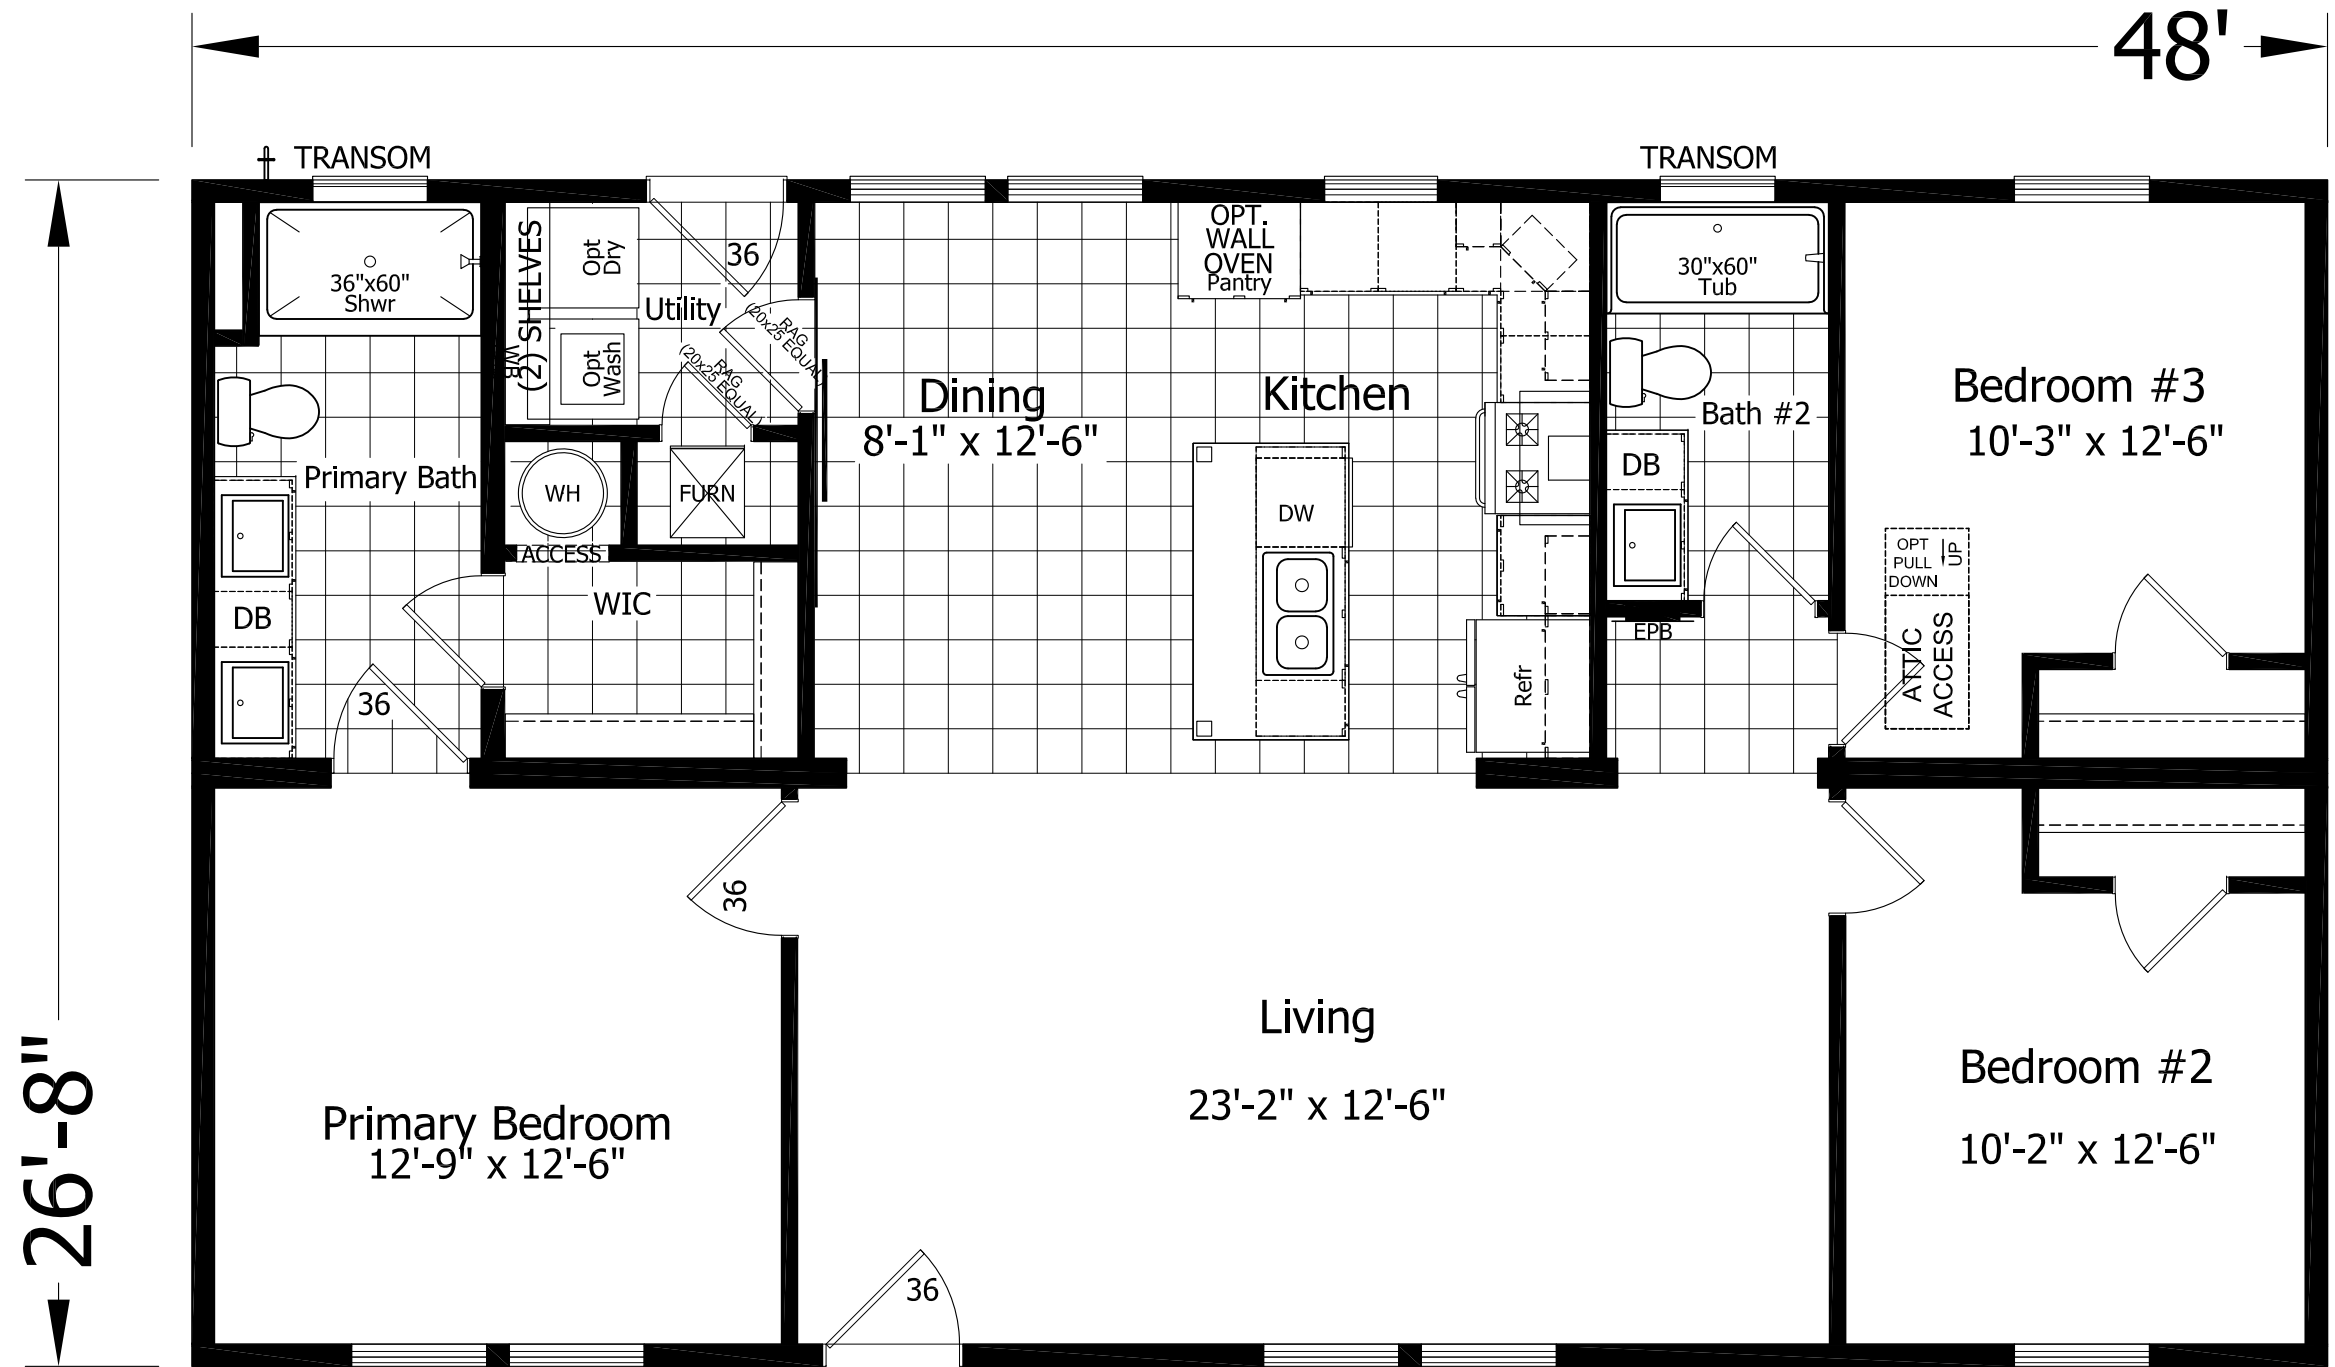 48'
TRANSOM
TRANSOM
36"x60"
Shwr
(2) SHELVES
WB
Opt
Dry
Opt
Wash
Utility
36
RAG
(20x25 EQUAL)
RAG
(20x25 EQUAL)
OPT.
WALL
OVEN
Pantry
30"x60"
Tub
Dining
8'-1" x 12'-6"
Kitchen
Bath #2
Bedroom #3
10'-3" x 12'-6"
Primary Bath
WH
FURN
DW
DB
ACCESS
OPT
PULL
DOWN
UP
WIC
DB
EPB
ATTIC
ACCESS
Refr
36
36
Living
23'-2" x 12'-6"
Bedroom #2
10'-2" x 12'-6"
Primary Bedroom
12'-9" x 12'-6"
26'-8"
36